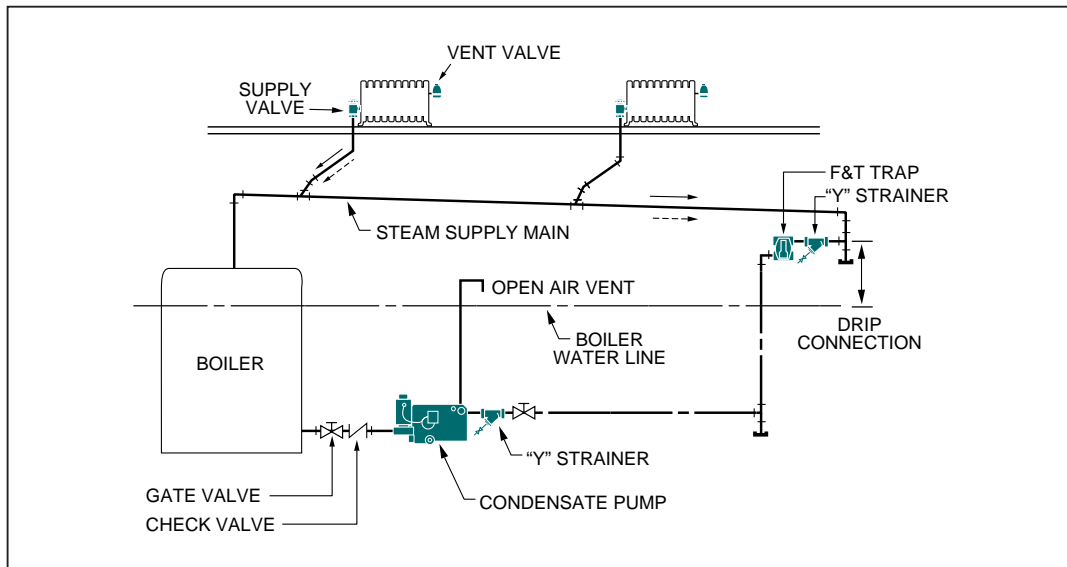 VENT VALVE
SUPPLY
VALVE
F&T TRAP
“Y” STRAINER
STEAM SUPPLY MAIN
OPEN AIR VENT
BOILER
WATER LINE
DRIP
CONNECTION
BOILER
“Y” STRAINER
GATE VALVE
CONDENSATE PUMP
CHECK VALVE